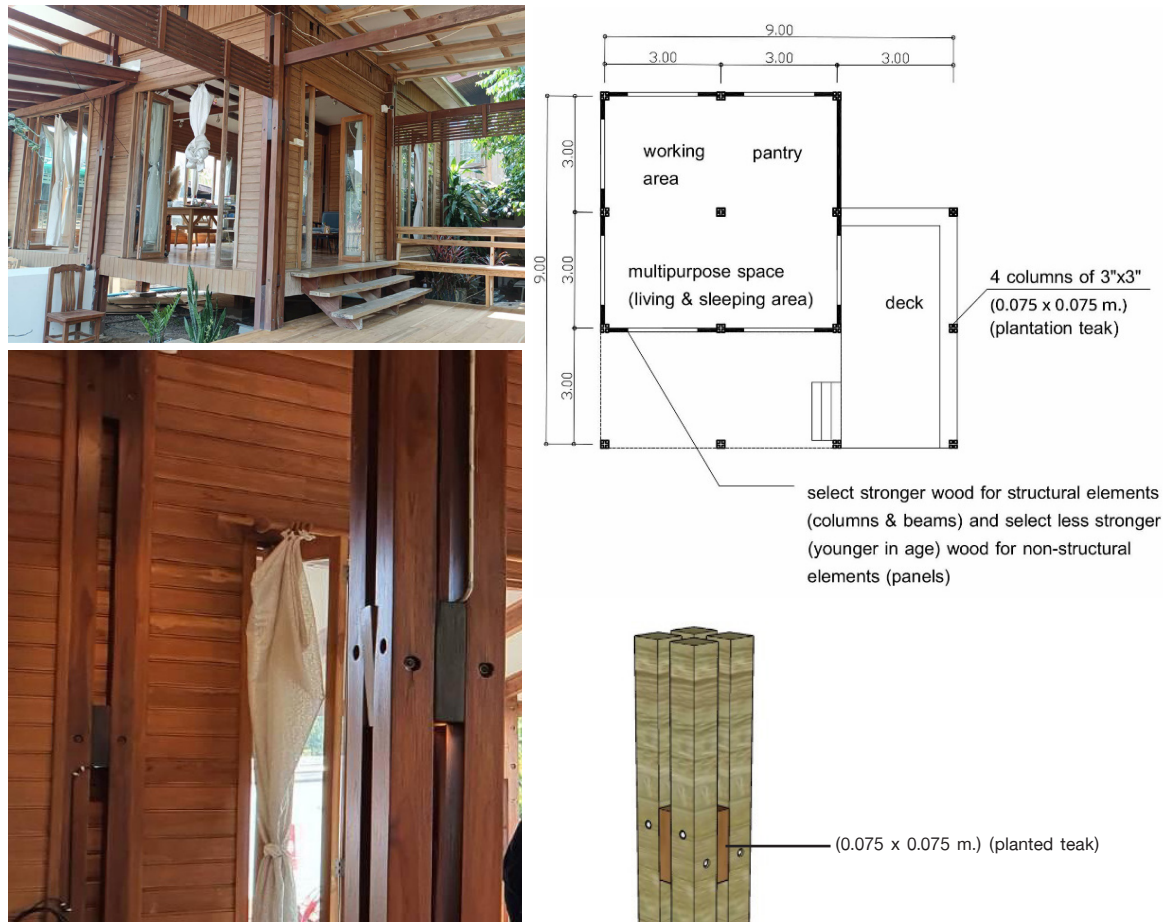 9.00
3.00 3.00 3.00
3.00
working pantry
area
3.00
9.00
multipurpose space
(living & sleeping area)
deck
4 columns of 3"x3"
(0.075 x 0.075 m.)
(plantation teak)
3.00
select stronger wood for structural elements
(columns & beams) and select less stronger
(younger in age) wood for non-structural
elements (panels)
(0.075 x 0.075 m.) (planted teak)